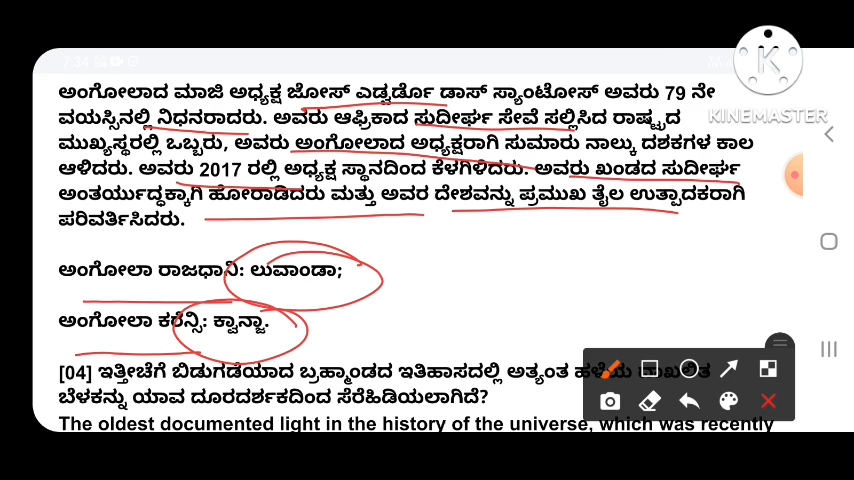 7:34
KINEMASTER
ಅಂಗೋಲಾದ ಮಾಜಿ ಅಧ್ಯಕ್ಷ ಜೋಸ್ ಎಡ್ವರ್ಡೊ ಡಾಸ್ ಸ್ಯಾಂಟೋಸ್ ಅವರು 79 ನೇ
ವಯಸ್ಸಿನಲ್ಲಿ ನಿಧನರಾದರು. ಅವರು ಆಫ್ರಿಕಾದ ಸುದೀರ್ಘ ಸೇವೆ ಸಲ್ಲಿಸಿದ ರಾಷ್ಟ್ರದ
ಮುಖ್ಯಸ್ಥರಲ್ಲಿ ಒಬ್ಬರು, ಅವರು ಅಂಗೋಲಾದ ಅಧ್ಯಕ್ಷರಾಗಿ ಸುಮಾರು ನಾಲ್ಕು ದಶಕಗಳ ಕಾಲ
ಆಳಿದರು. ಅವರು 2017 ರಲ್ಲಿ ಅಧ್ಯಕ್ಷ ಸ್ಥಾನದಿಂದ ಕೆಳಗಿಳಿದರು. ಅವರು ಖಂಡದ ಸುದೀರ್ಘ
ಅಂತರ್ಯುದ್ಧಕ್ಕಾಗಿ ಹೋರಾಡಿದರು ಮತ್ತು ಅವರ ದೇಶವನ್ನು ಪ್ರಮುಖ ತೈಲ ಉತ್ಪಾದಕರಾಗಿ
ಪರಿವರ್ತಿಸಿದರು.
ಅಂಗೋಲಾ ರಾಜಧಾನಿ: ಲುವಾಂಡಾ;
ಅಂಗೋಲಾ ಕರೆನ್ಸಿ: ಕ್ವಾನ್ಜಾ.
[04] ಇತ್ತೀಚೆಗೆ ಬಿಡುಗಡೆಯಾದ ಬ್ರಹ್ಮಾಂಡದ ಇತಿಹಾಸದಲ್ಲಿ ಅತ್ಯಂತ ಹಳೆಯ
ಬೆಳಕನ್ನು ಯಾವ ದೂರದರ್ಶಕದಿಂದ ಸೆರೆಹಿಡಿಯಲಾಗಿದೆ?
The oldest documented light in the history of the universe, which was recently